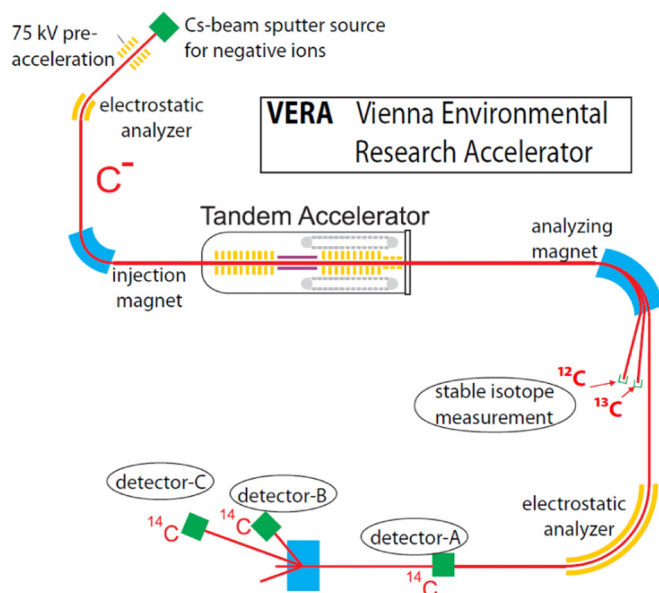 75 kV pre-
acceleration
Cs-beam sputter source
for negative ions
electrostatic
analyzer
VERA Vienna Environmental
Research Accelerator
C⁻
Tandem Accelerator
analyzing
magnet
injection
magnet
¹²C
¹³C
stable isotope
measurement
detector-C
detector-B
¹⁴C
¹⁴C
electrostatic
analyzer
detector-A
¹⁴C